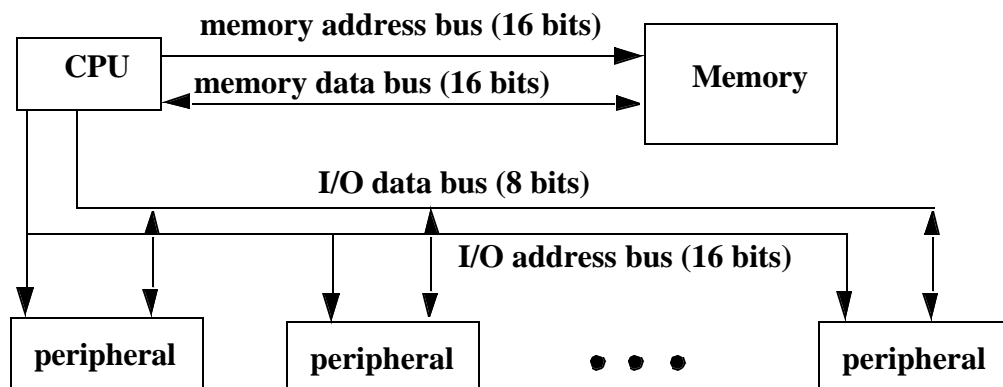 memory address bus (16 bits)
CPU
Memory
memory data bus (16 bits)
I/O data bus (8 bits)
I/O address bus (16 bits)
peripheral
peripheral
peripheral